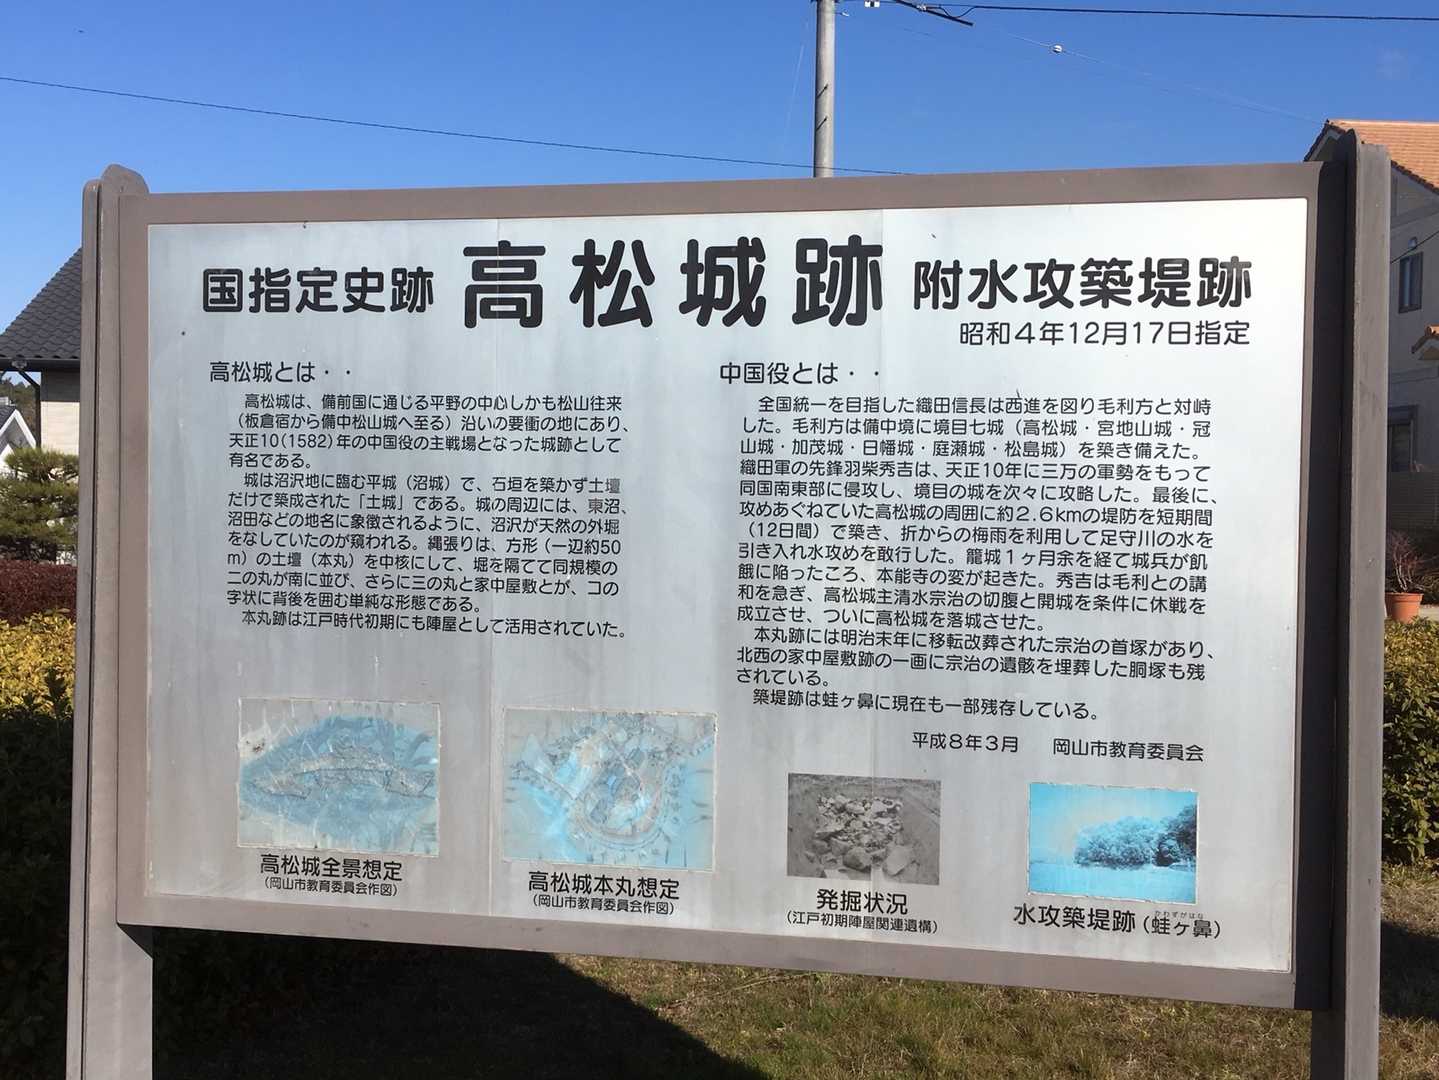 国指定史跡 高松城跡 附水攻築堤跡
昭和4年12月17日指定
高松城とは・・
高松城は、備前国に通じる平野の中心しかも松山往来
（板倉宿から備中松山城へ至る）沿いの要衝の地にあり、
天正10(1582)年の中国役の主戦場となった城跡として
有名である。
城は沼沢地に臨む平城（沼城）で、石垣を築かず土壇
だけで築成された「土城」である。城の周辺には、東沼、
沼田などの地名に象徴されるように、沼沢が天然の外堀
をなしていたのが窺われる。縄張りは、方形（一辺約50
m）の土壇（本丸）を中核にして、堀を隔てて同規模の
二の丸が南に並び、さらに三の丸と家中屋敷とが、コの
字状に背後を囲む単純な形態である。
本丸跡は江戸時代初期にも陣屋として活用されていた。
中国役とは・・
全国統一を目指した織田信長は西進を図り毛利方と対峙
した。毛利方は備中境に境目七城（高松城・宮地山城・冠
山城・加茂城・日幡城・庭瀬城・松島城）を築き備えた。
織田軍の先鋒羽柴秀吉は、天正10年に三万の軍勢をもって
同国南東部に侵攻し、境目の城を次々に攻略した。最後に、
攻めあぐねていた高松城の周囲に約2.6kmの堤防を短期間
（12日間）で築き、折からの梅雨を利用して足守川の水を
引き入れ水攻めを敢行した。籠城1ヶ月余を経て城兵が飢
餓に陥ったころ、本能寺の変が起きた。秀吉は毛利との講
和を急ぎ、高松城主清水宗治の切腹と開城を条件に休戦を
成立させ、ついに高松城を落城させた。
本丸跡には明治末年に移転改葬された宗治の首塚があり、
北西の家中屋敷跡の一画に宗治の遺骸を埋葬した胴塚も残
されている。
築堤跡は蛙ヶ鼻に現在も一部残存している。
平成8年3月 岡山市教育委員会
高松城全景想定
（岡山市教育委員会作図）
高松城本丸想定
（岡山市教育委員会作図）
発掘状況
（江戸初期陣屋関連遺構）
かわずがはな
水攻築堤跡（蛙ヶ鼻）